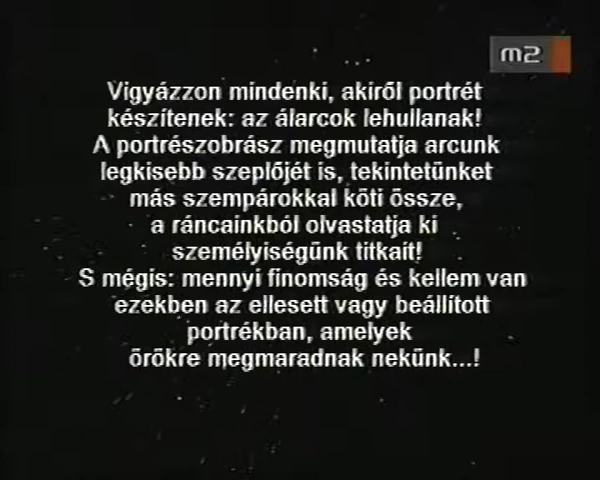 m2
Vigyázzon mindenki, akiről portrét
készítenek: az álarcok lehullanak!
A portrészobrász megmutatja arcunk
legkisebb szeplőjét is, tekintetünket
más szempárokkal köti össze,
a ráncainkból olvastatja ki
személyiségünk titkait!
S mégis: mennyi finomság és kellem van
ezekben az ellesett vagy beállított
portrékban, amelyek
örökre megmaradnak nekünk...!